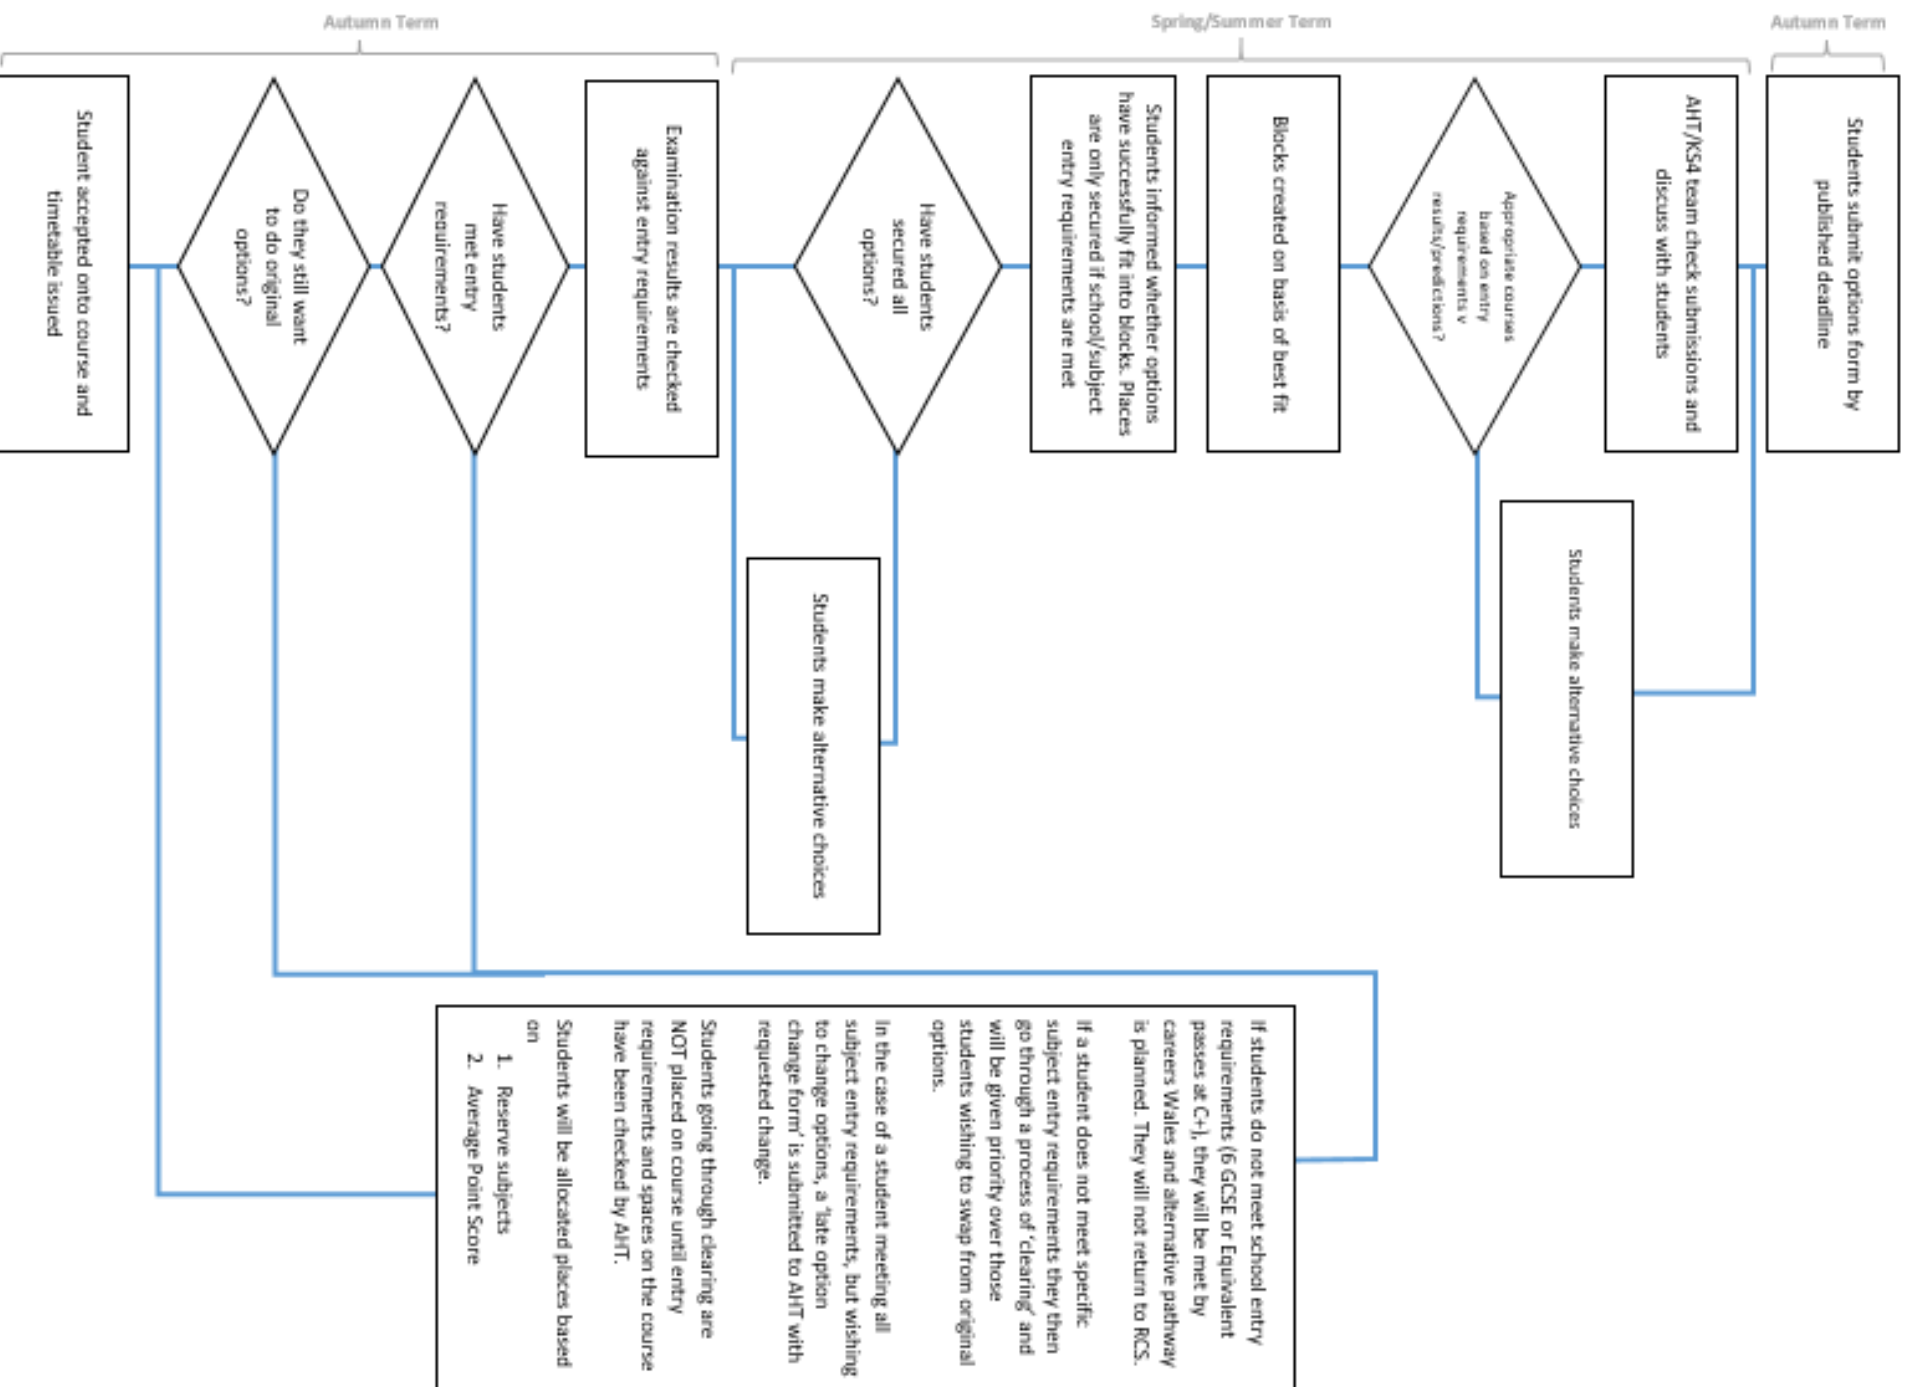 Autumn Term
Students submit options form by
published deadline
Spring/Summer Term
AHT/KS4 team check submissions and
discuss with students
Appropriate courses
based on entry
requirements v
results/predictions?
Students make alternative choices
Blocks created on basis of best fit
Students informed whether options
have successfully fit into blocks. Places
are only secured if school/subject
entry requirements are met
Have students
secured all
options?
Students make alternative choices
Autumn Term
Examination results are checked
against entry requirements
Have students
met entry
requirements?
Do they still want
to do original
options?
Student accepted onto course and
timetable issued
If students do not meet school entry
requirements (6 GCSE or Equivalent
passes at C+), they will be met by
careers Wales and alternative pathway
is planned. They will not return to RCS.
If a student does not meet specific
subject entry requirements they then
go through a process of ‘clearing’ and
will be given priority over those
students wishing to swap from original
options.
In the case of a student meeting all
subject entry requirements, but wishing
to change options, a ‘late option
change form’ is submitted to AHT with
requested change.
Students going through clearing are
NOT placed on course until entry
requirements and spaces on the course
have been checked by AHT.
Students will be allocated places based
on
1. Reserve subjects
2. Average Point Score